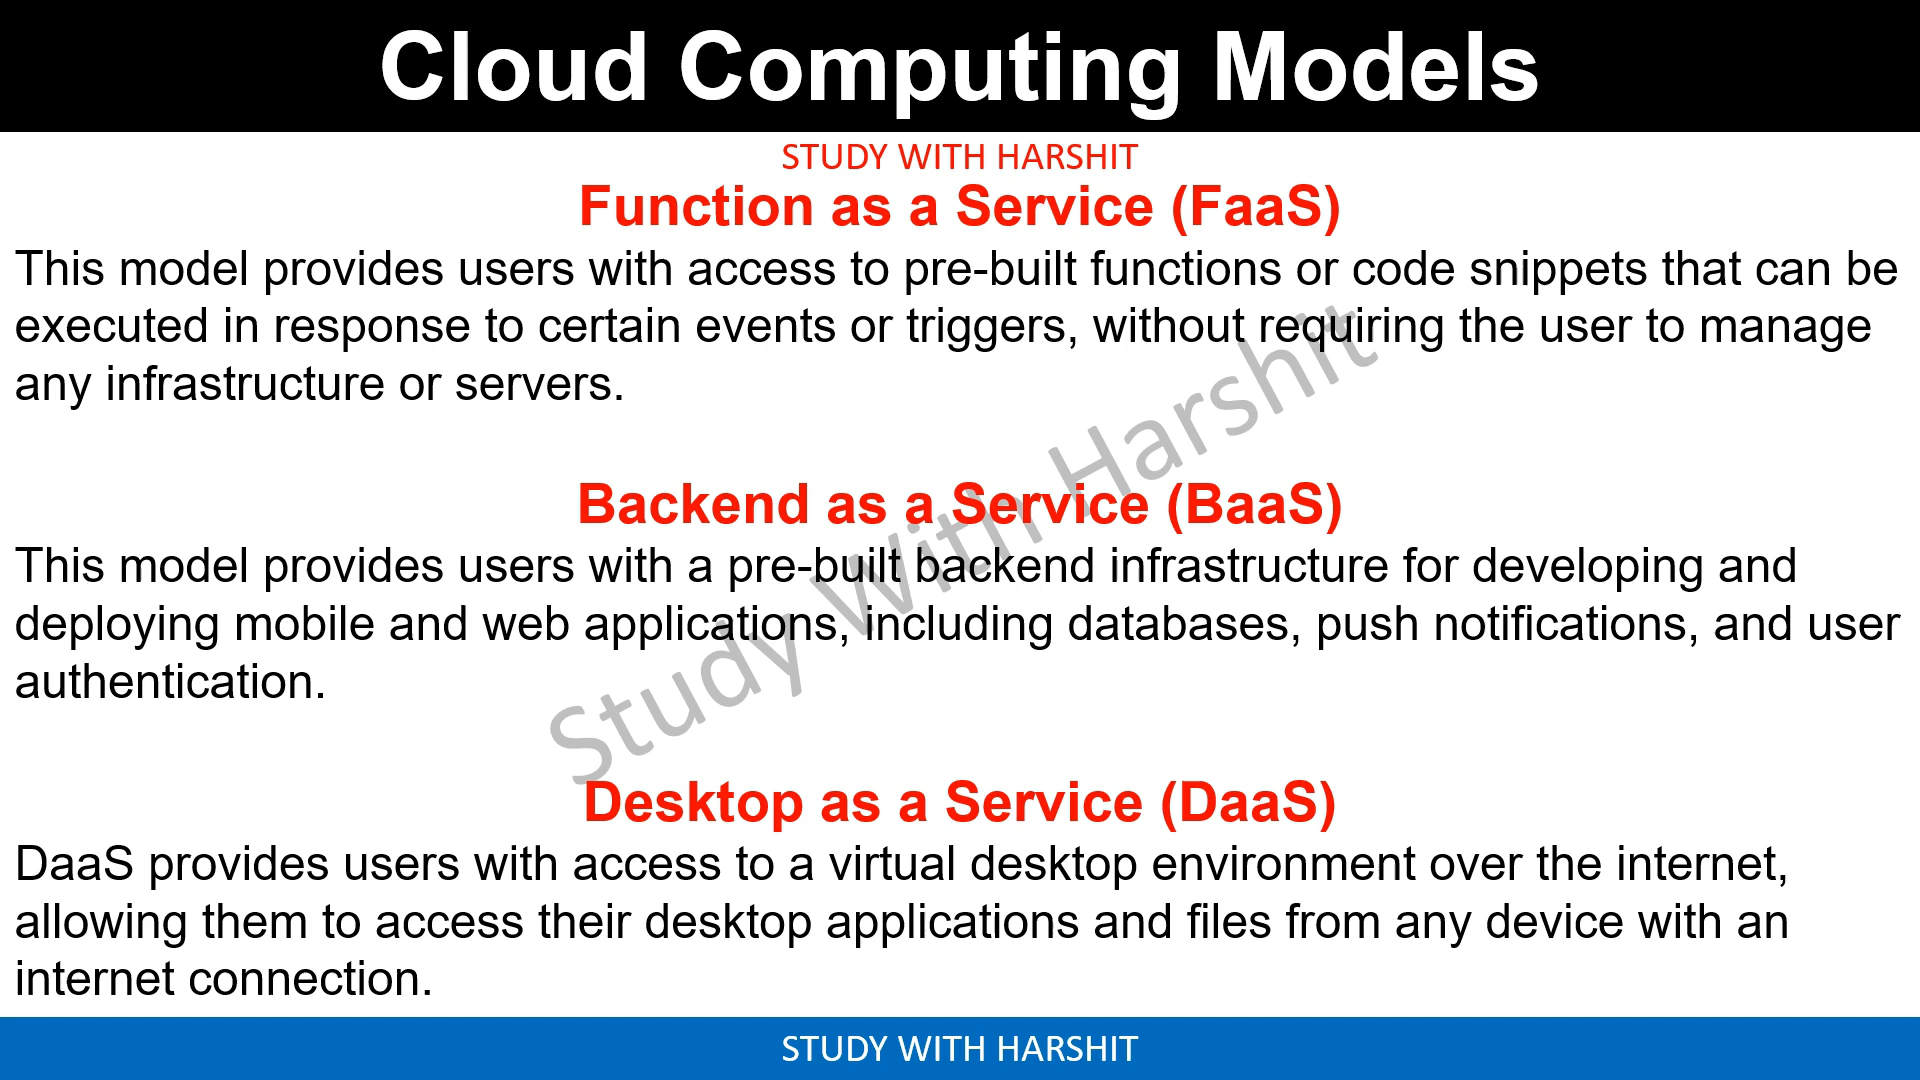 Cloud Computing Models
STUDY WITH HARSHIT
Function as a Service (FaaS)
This model provides users with access to pre-built functions or code snippets that can be
executed in response to certain events or triggers, without requiring the user to manage
any infrastructure or servers.
Backend as a Service (BaaS)
This model provides users with a pre-built backend infrastructure for developing and
deploying mobile and web applications, including databases, push notifications, and user
authentication.
Study With Harshit
Desktop as a Service (DaaS)
DaaS provides users with access to a virtual desktop environment over the internet,
allowing them to access their desktop applications and files from any device with an
internet connection.
STUDY WITH HARSHIT